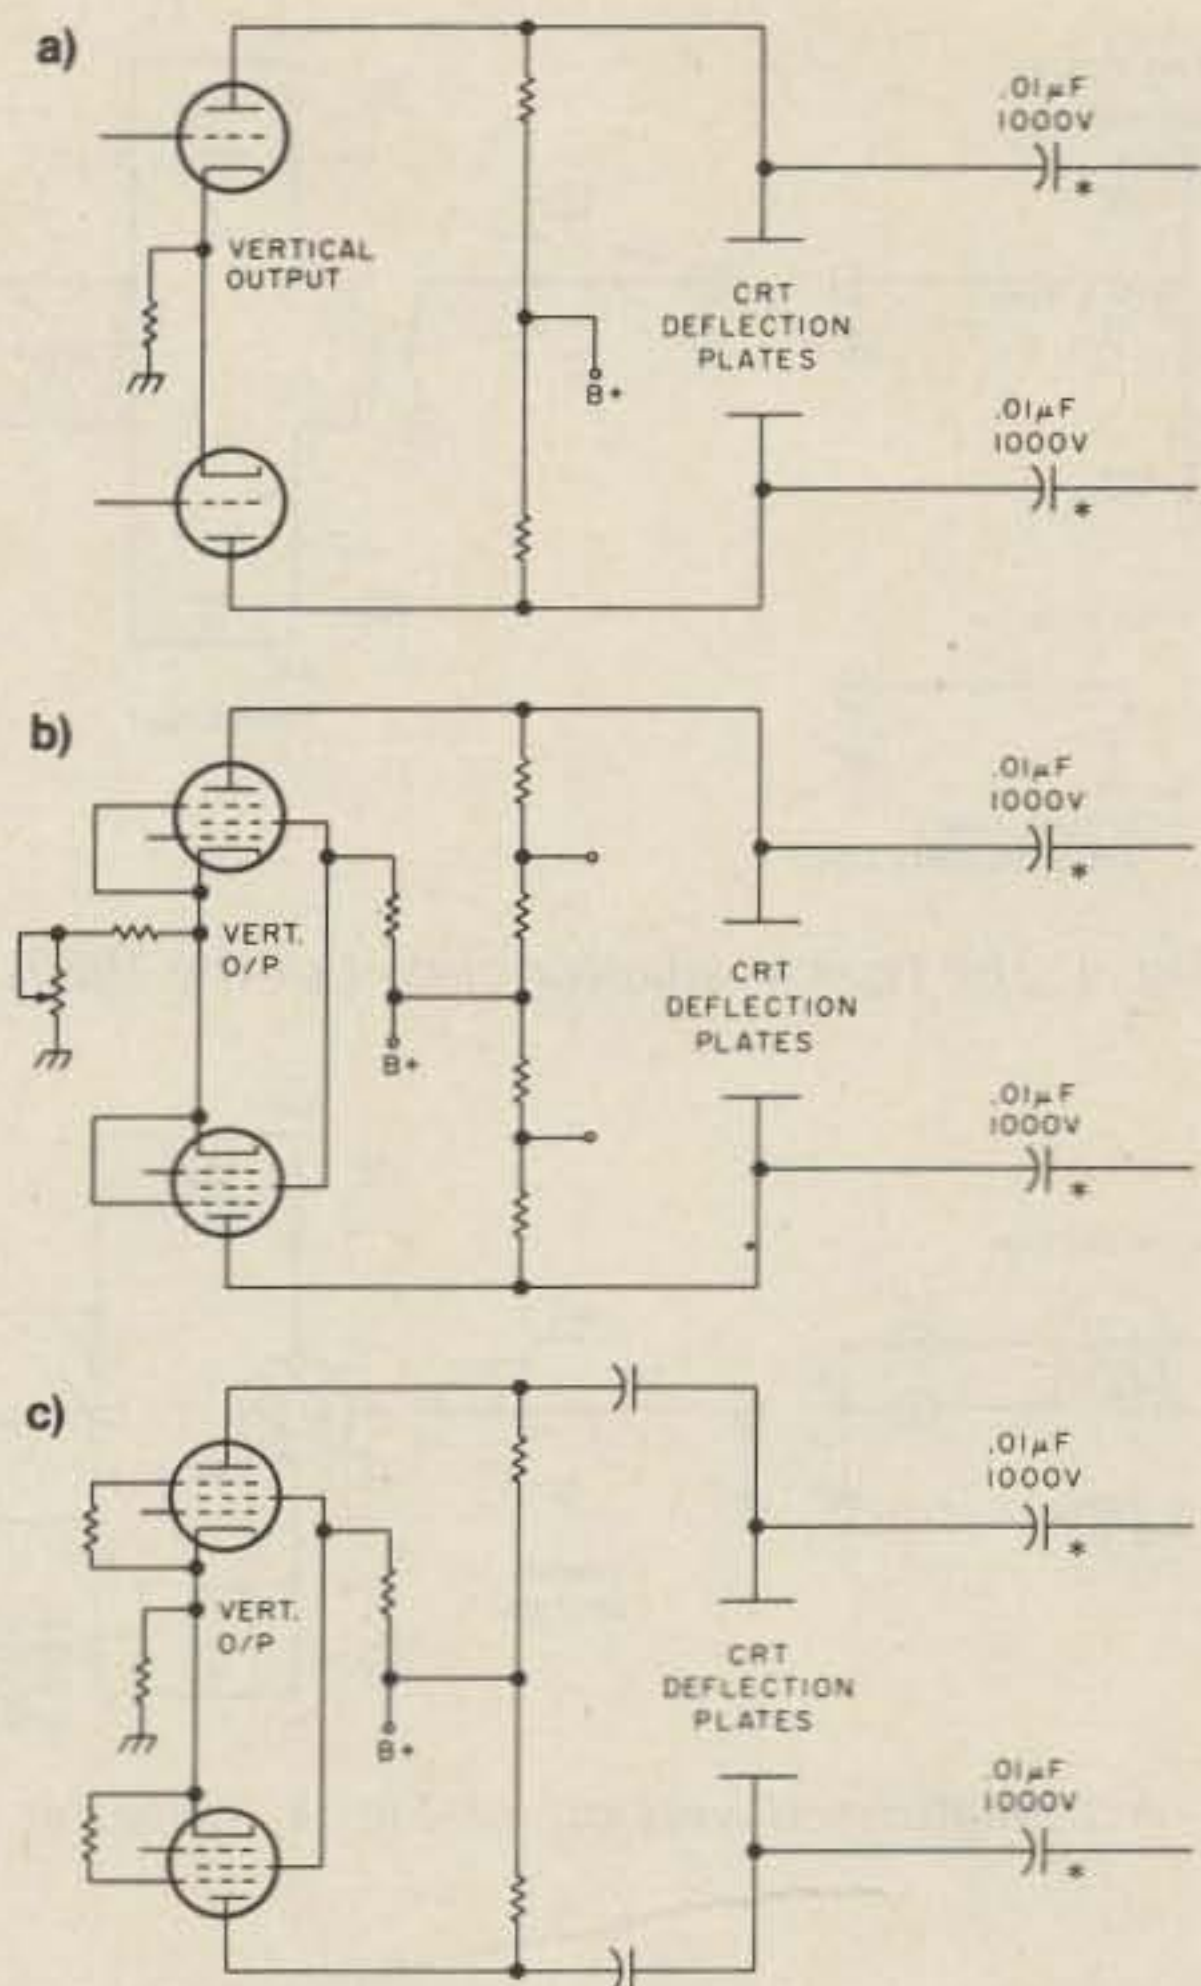 a)
.01µF
1000V
*
VERTICAL
OUTPUT
CRT
DEFLECTION
PLATES
B+
.01µF
1000V
*
b)
.01µF
1000V
*
VERT.
O/P
CRT
DEFLECTION
PLATES
B+
.01µF
1000V
*
c)
.01µF
1000V
*
VERT.
O/P
CRT
DEFLECTION
PLATES
B+
.01µF
1000V
*